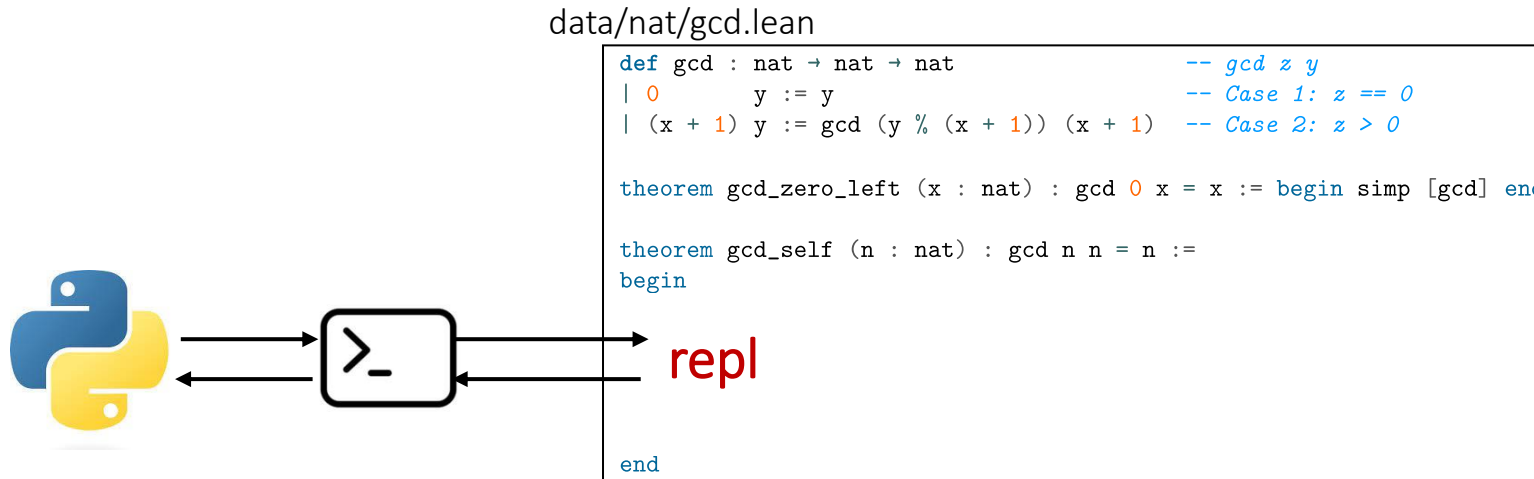 data/nat/gcd.lean
def gcd : nat → nat → nat -- gcd z y
| 0 y := y -- Case 1: z == 0
| (x + 1) y := gcd (y % (x + 1)) (x + 1) -- Case 2: z > 0
theorem gcd_zero_left (x : nat) : gcd 0 x = x := begin simp [gcd] en
theorem gcd_self (n : nat) : gcd n n = n :=
begin
>_
repl
end